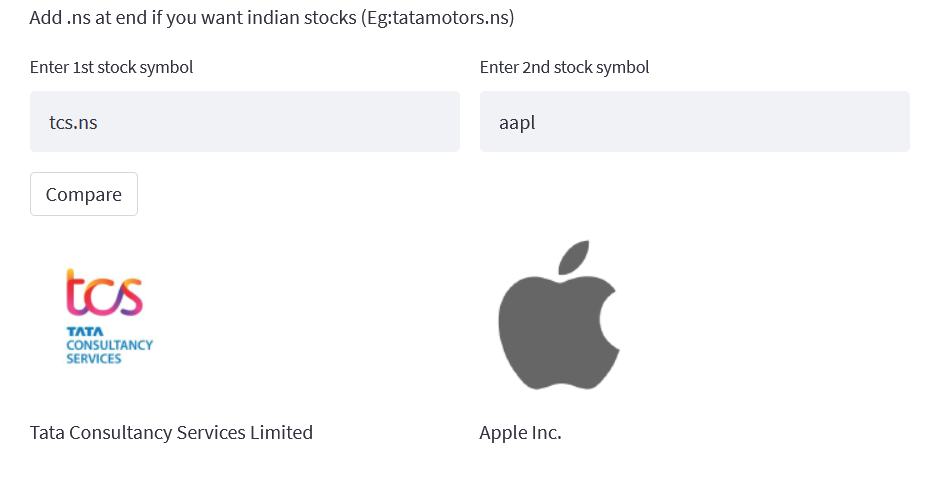 Add .ns at end if you want indian stocks (Eg:tatamotors.ns)
Enter 1st stock symbol
Enter 2nd stock symbol
tcs.ns
aapl
Compare
tcs
TATA
CONSULTANCY
SERVICES
Tata Consultancy Services Limited
Apple Inc.